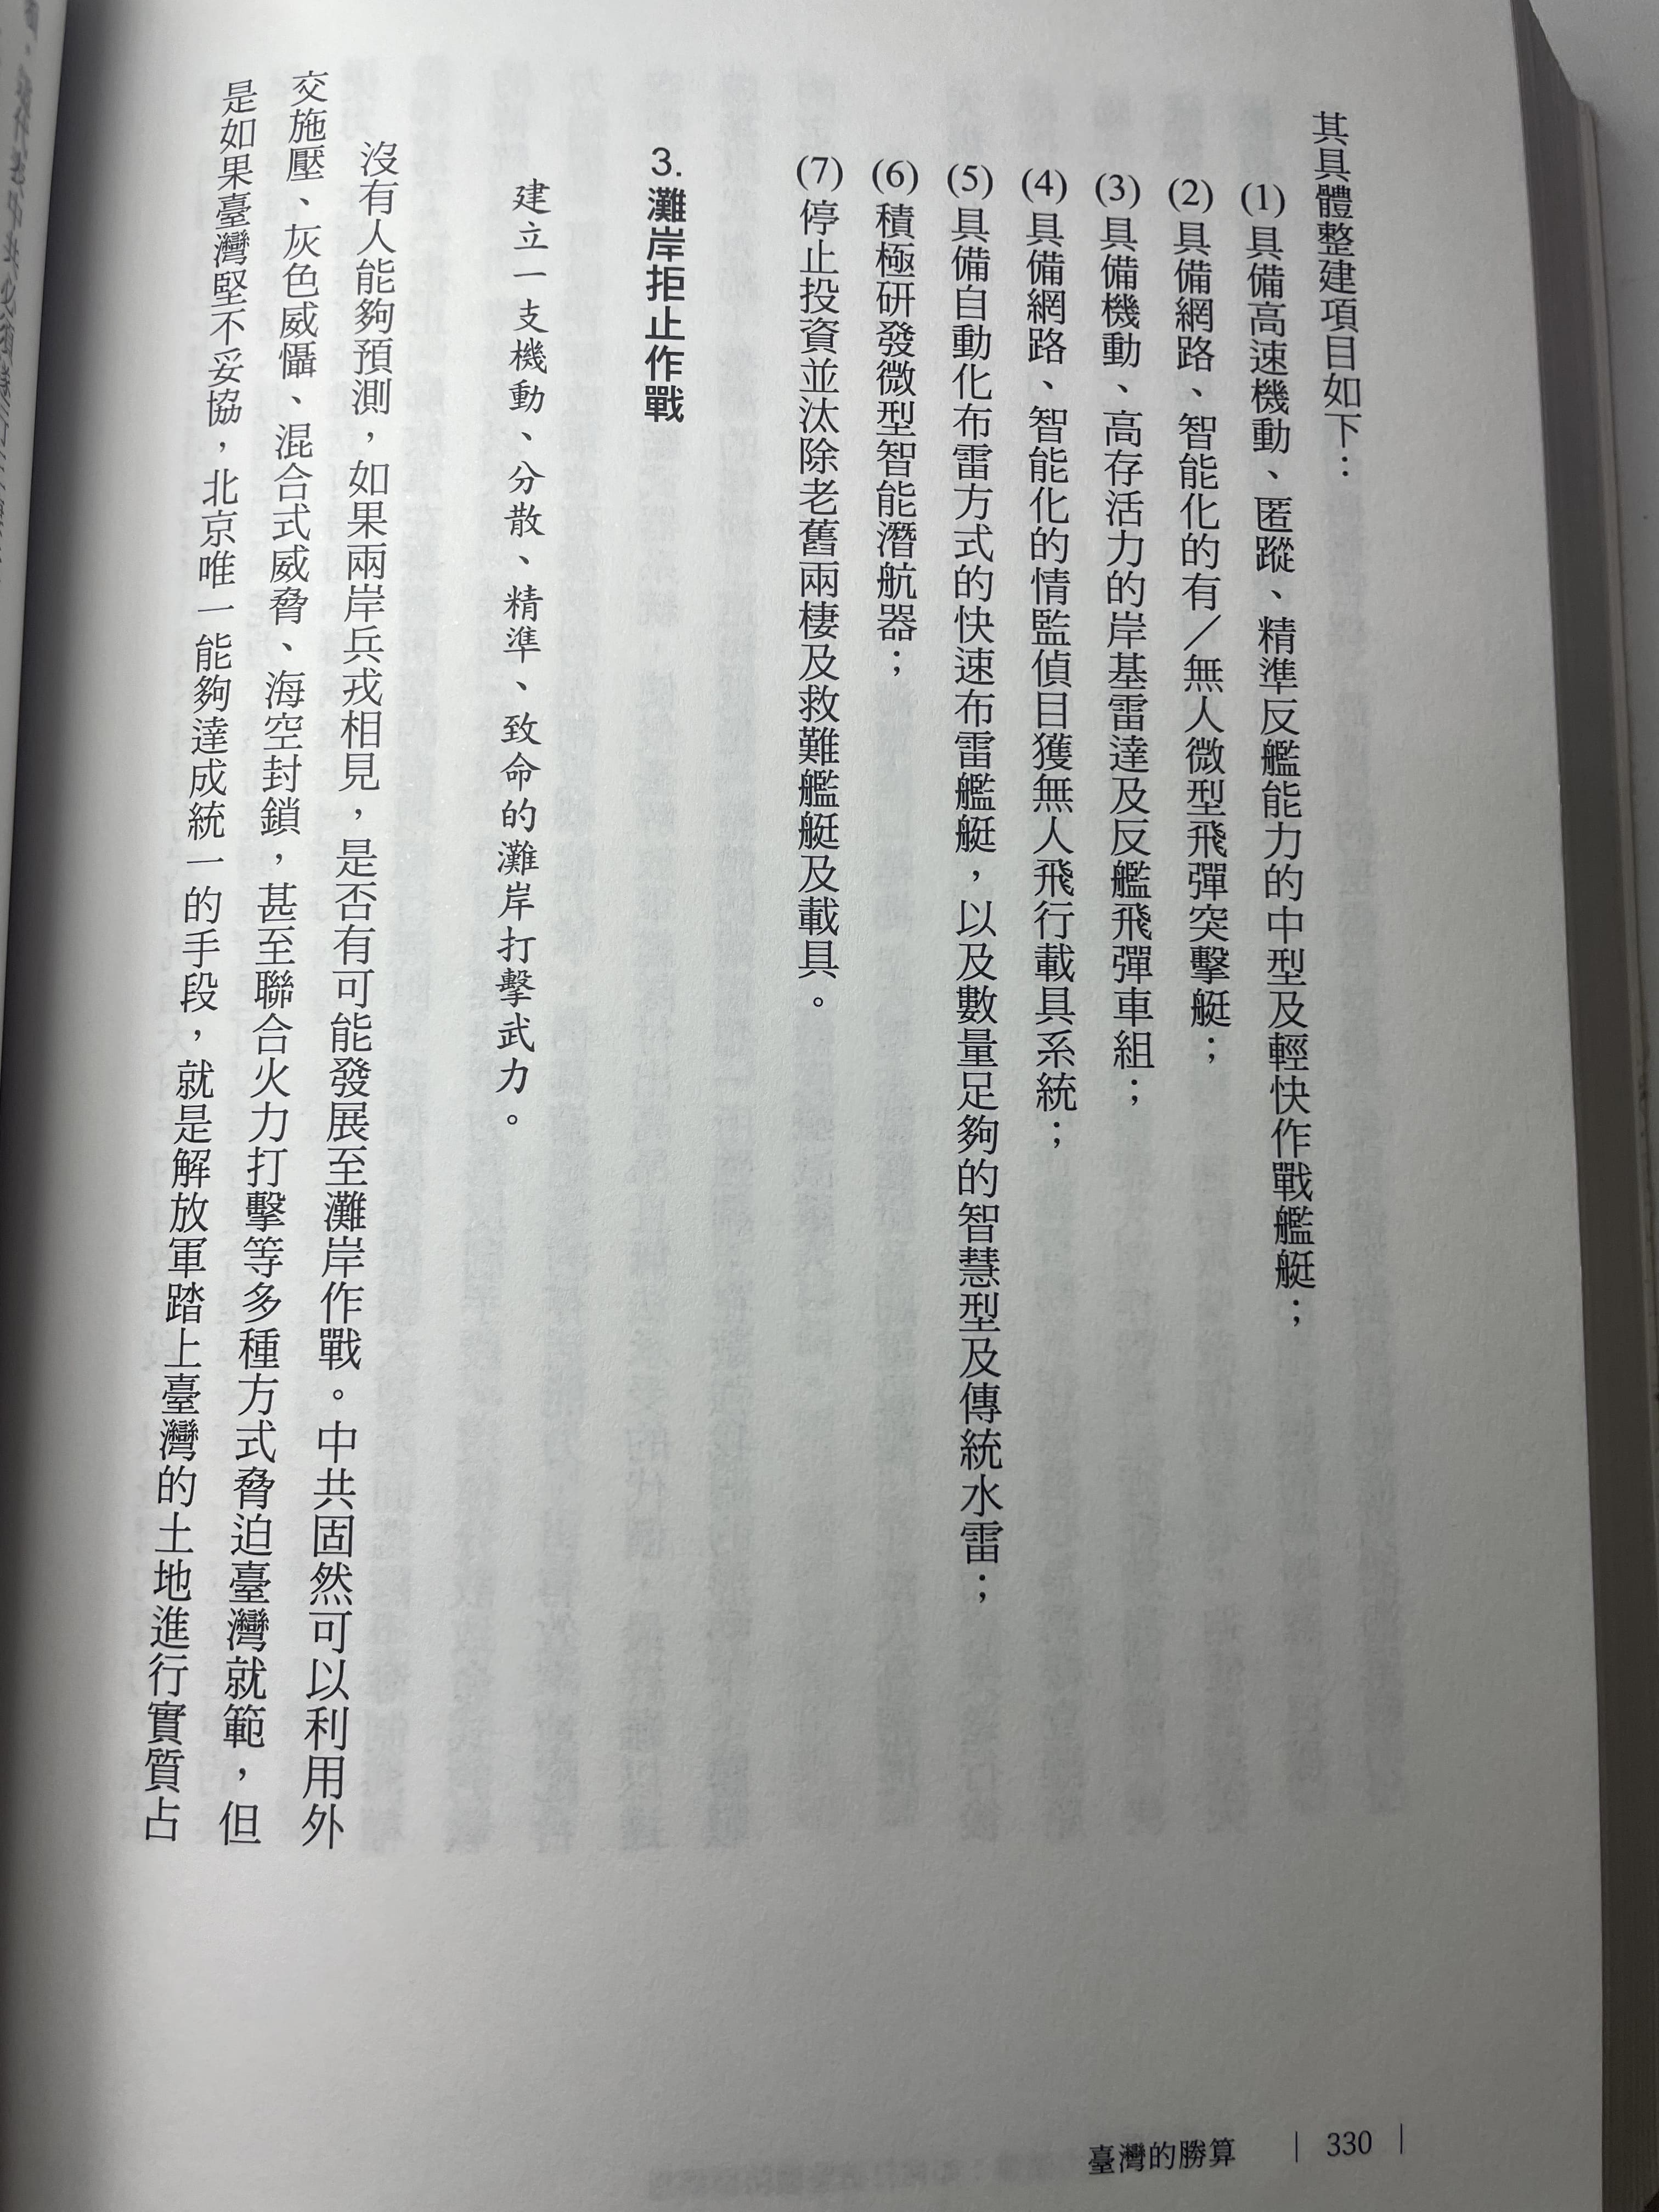 其具體整建項目如下：
(1)具備高速機動、匿蹤、精準反艦能力的中型及輕快作戰艦艇；
(2)具備網路、智能化的有／無人微型飛彈突擊艇；
(3)具備機動、高存活力的岸基雷達及反艦飛彈車組；
(4)具備網路、智能化的情監偵目獲無人飛行載具系統；
(5)具備自動化布雷方式的快速布雷艦艇，以及數量足夠的智慧型及傳統水雷；
(6)積極研發微型智能潛航器；
(7)停止投資並汰除老舊兩棲及救難艦艇及載具。
3.灘岸拒止作戰
建立一支機動、分散、精準、致命的灘岸打擊武力。
沒有人能夠預測，如果兩岸兵戎相見，是否有可能發展至灘岸作戰。中共固然可以利用外
交施壓、灰色威懾、混合式威脅、海空封鎖，甚至聯合火力打擊等多種方式脅迫臺灣就範，但
是如果臺灣堅不妥協，北京唯一能夠達成統一的手段，就是解放軍踏上臺灣的土地進行實質占
臺灣的勝算 ｜ 330 ｜